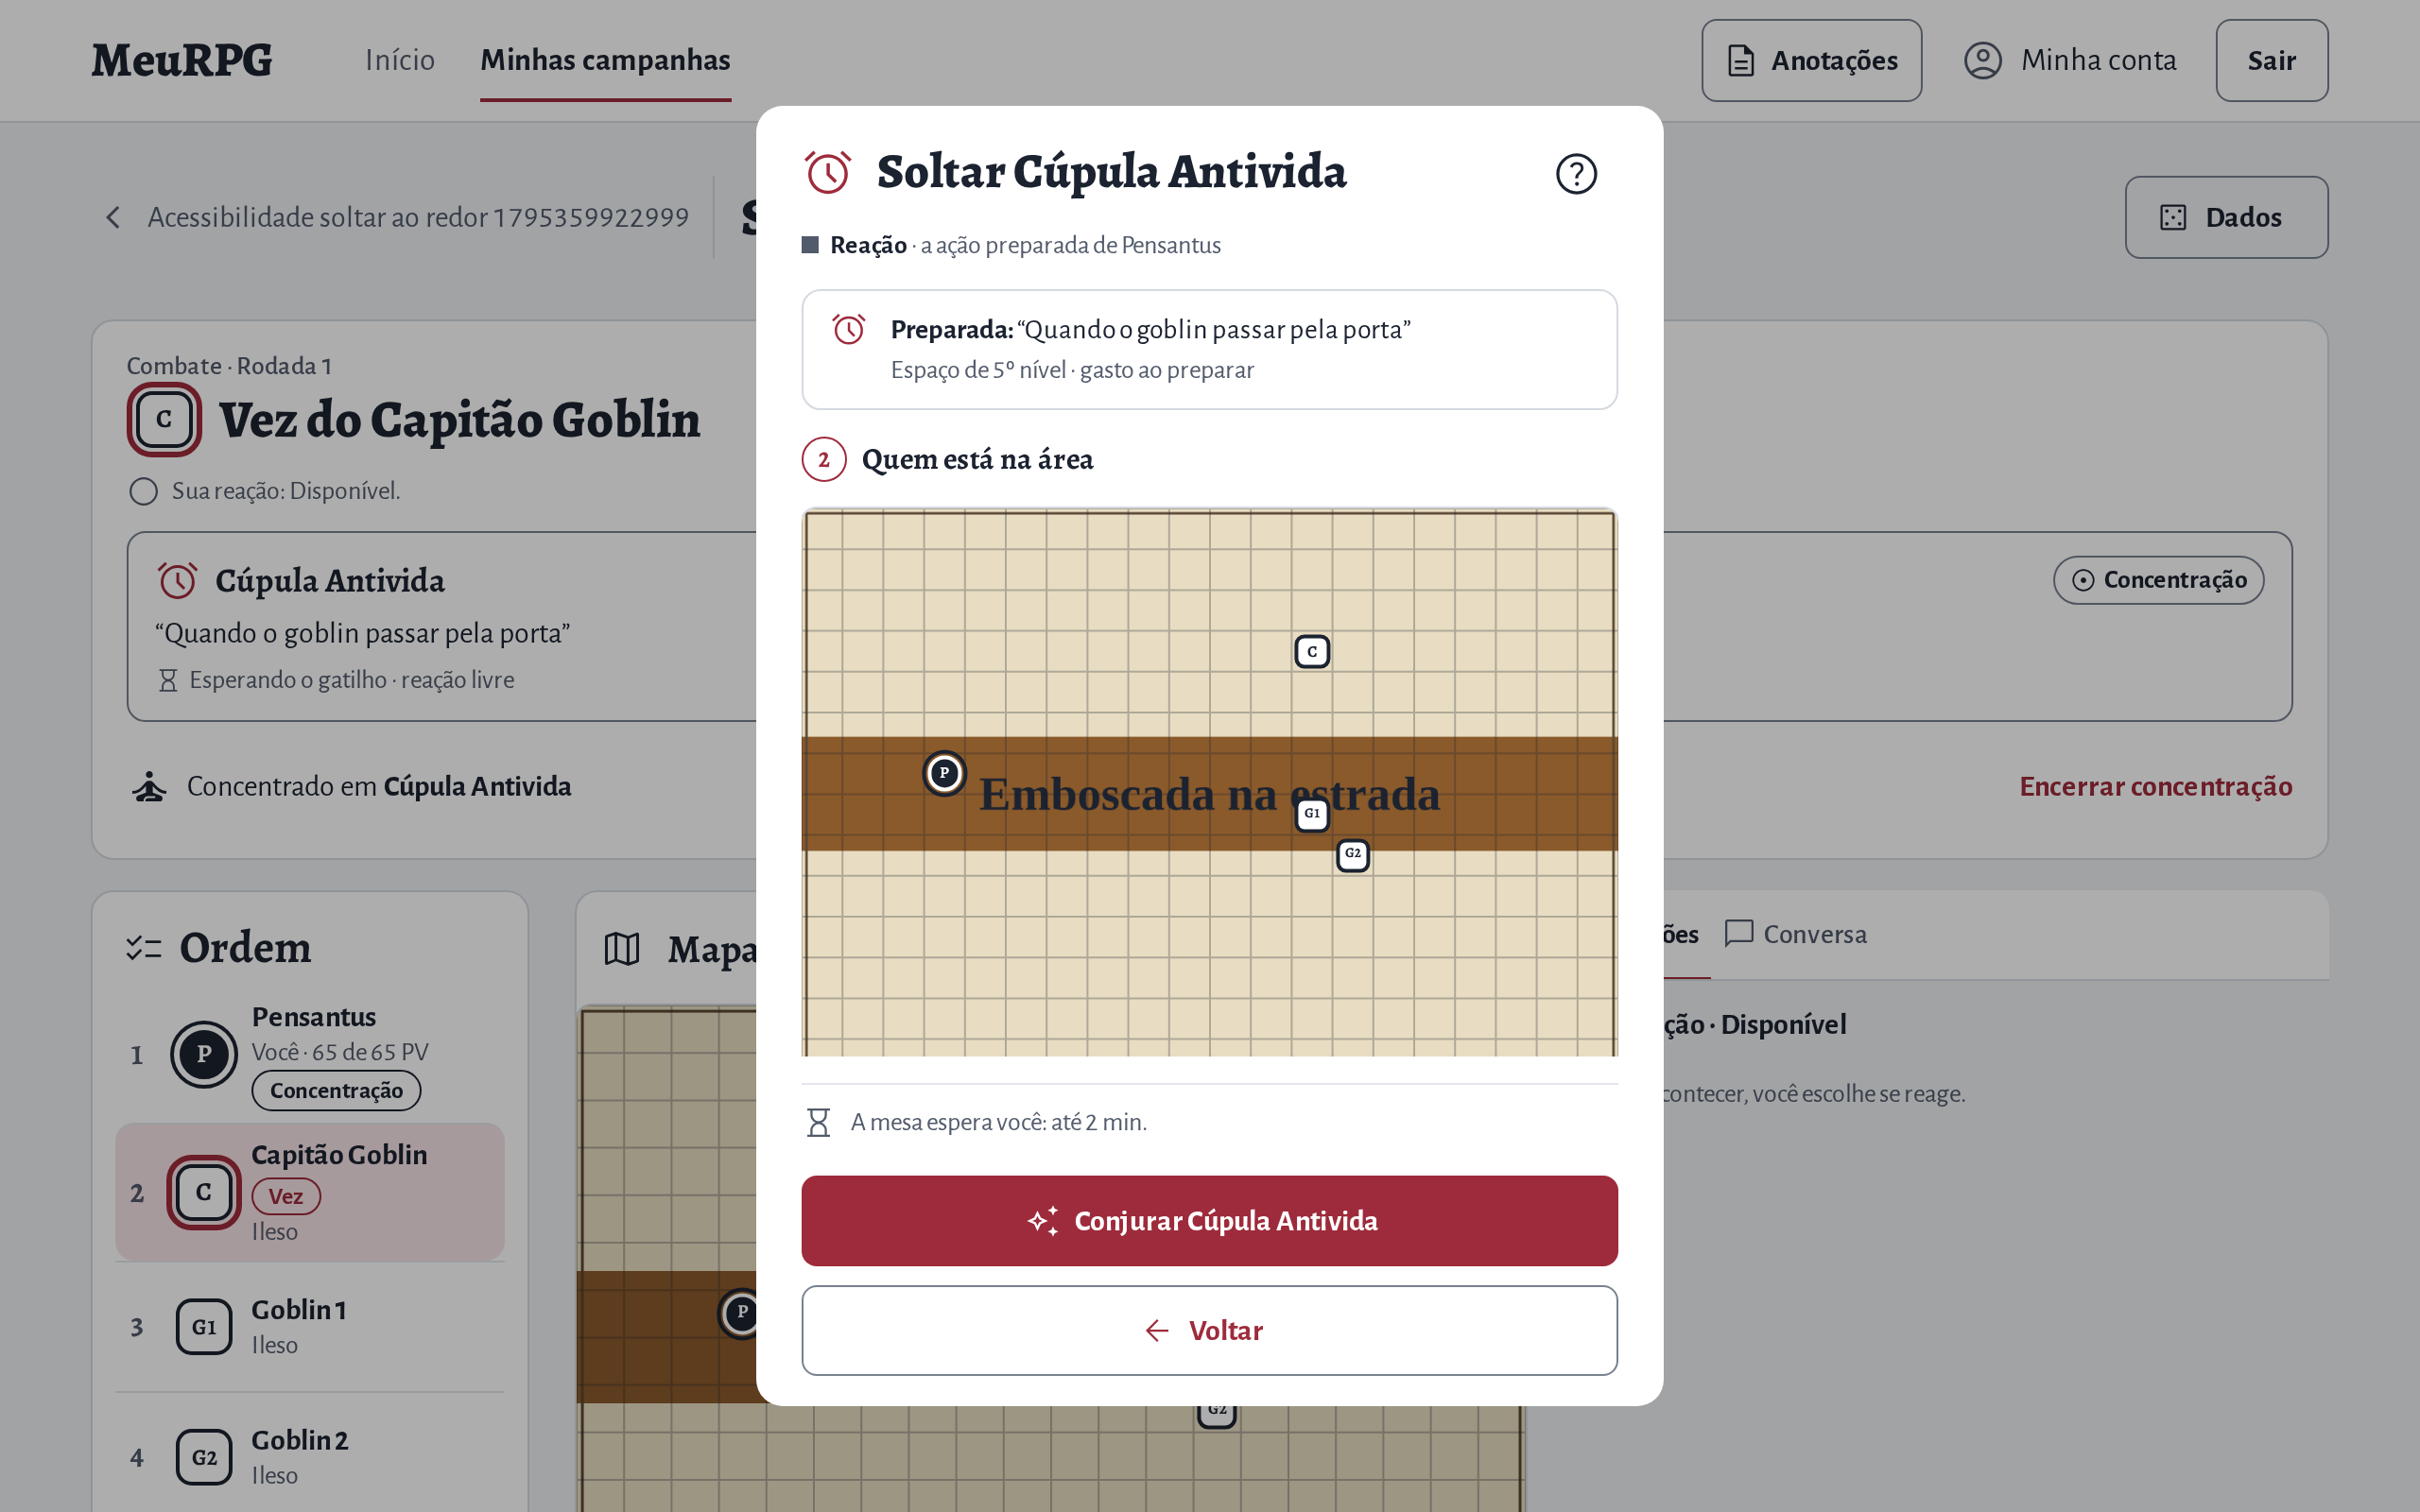 MeuRPG
Início
Minhas campanhas
Anotações
Minha conta
Sair
Acessibilidade soltar ao redor 1795359922999
Dados
Combate · Rodada 1
C
Vez do Capitão Goblin
Sua reação: Disponível.
Cúpula Antivida
“Quando o goblin passar pela porta”
Esperando o gatilho · reação livre
Concentração
Concentrado em Cúpula Antivida
Encerrar concentração
Ordem
1
P
Pensantus
Você · 65 de 65 PV
Concentração
2
C
Capitão Goblin
Vez
Ileso
3
G1
Goblin 1
Ileso
4
G2
Goblin 2
Ileso
Mapa
P
G2
Conversa
· Disponível
você escolhe se reage.
Soltar Cúpula Antivida
Reação · a ação preparada de Pensantus
Preparada: “Quando o goblin passar pela porta”
Espaço de 5º nível · gasto ao preparar
2
Quem está na área
C
P
Emboscada na estrada
G1
G2
A mesa espera você: até 2 min.
Conjurar Cúpula Antivida
Voltar